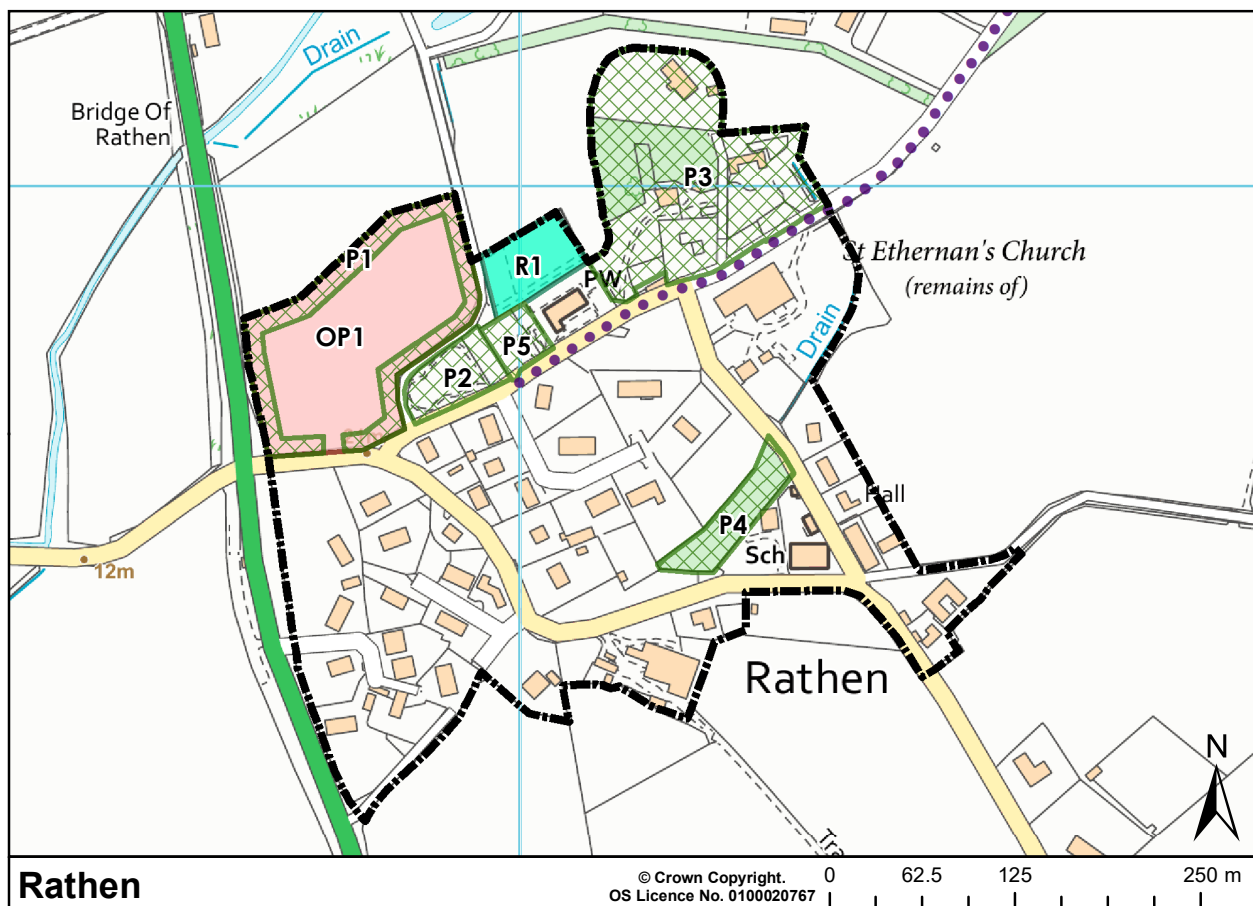 Drain
Bridge Of
Rathen
P3
P1
R1
PW
St Ethernan's Church
(remains of)
OP1
Drain
P5
P2
Hall
P4
Sch
12m
Rathen
N
Rathen
© Crown Copyright.
OS Licence No. 0100020767
0 62.5 125 250 m